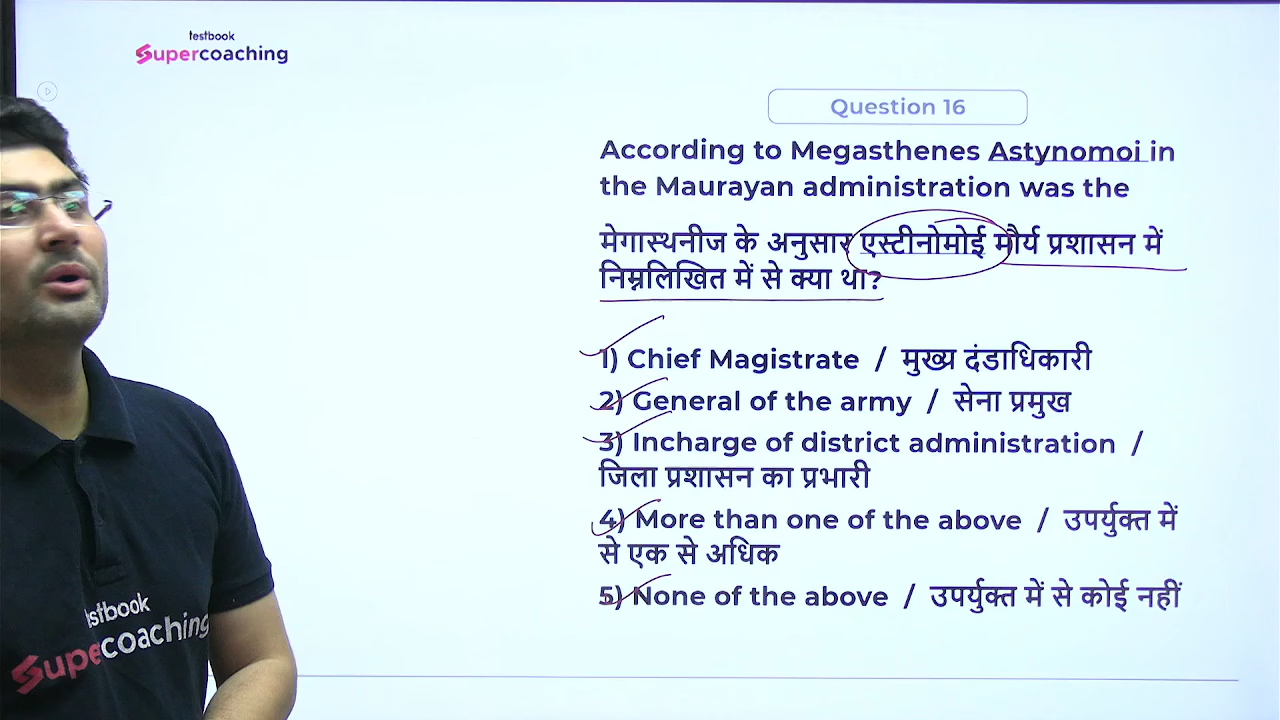 testbook
Supercoaching
Question 16
According to Megasthenes Astynomoi in
the Maurayan administration was the
मेगास्थनीज के अनुसार एस्टीनोमोई मौर्य प्रशासन में
निम्नलिखित में से क्या था?
1) Chief Magistrate / मुख्य दंडाधिकारी
2) General of the army / सेना प्रमुख
3) Incharge of district administration /
जिला प्रशासन का प्रभारी
4) More than one of the above / उपर्युक्त में
से एक से अधिक
5) None of the above / उपर्युक्त में से कोई नहीं
testbook
Supercoaching